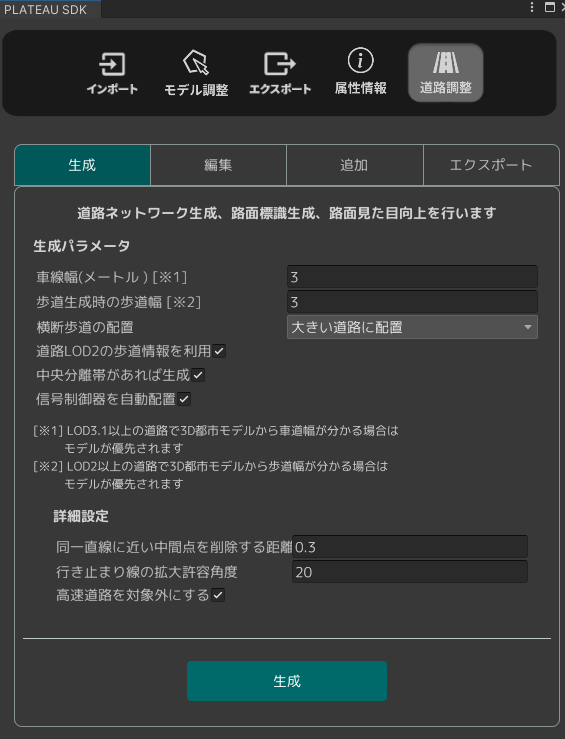 PLATEAU SDK
インポート
モデル調整
エクスポート
属性情報
道路調整
生成
編集
追加
エクスポート
道路ネットワーク生成、路面標識生成、路面見た目向上を行います
生成パラメータ
車線幅(メートル) [※1]
3
歩道生成時の歩道幅 [※2]
3
横断歩道の配置
大きい道路に配置
道路LOD2の歩道情報を利用
中央分離帯があれば生成
信号制御器を自動配置
[※1] LOD3.1以上の道路で3D都市モデルから車道幅が分かる場合は
モデルが優先されます
[※2] LOD2以上の道路で3D都市モデルから歩道幅が分かる場合は
モデルが優先されます
詳細設定
同一直線に近い中間点を削除する距離
0.3
行き止まり線の拡大許容角度
20
高速道路を対象外にする
生成